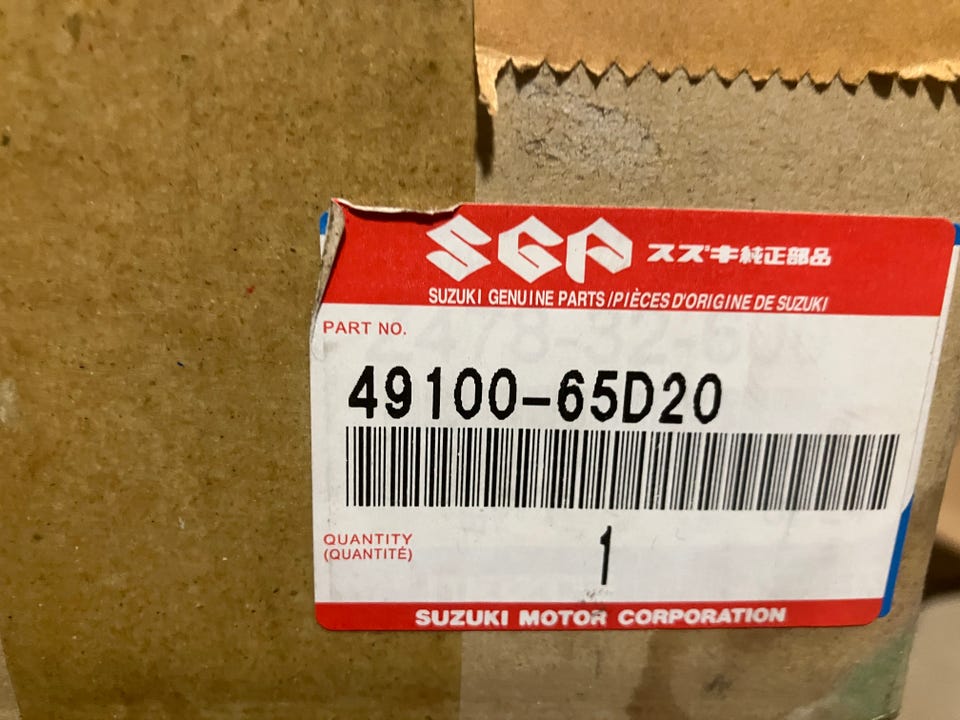 SGP スズキ純正部品
SUZUKI GENUINE PARTS/PIÈCES D'ORIGINE DE SUZUKI
PART NO.
49100-65D20
QUANTITY
(QUANTITÉ)
1
SUZUKI MOTOR CORPORATION